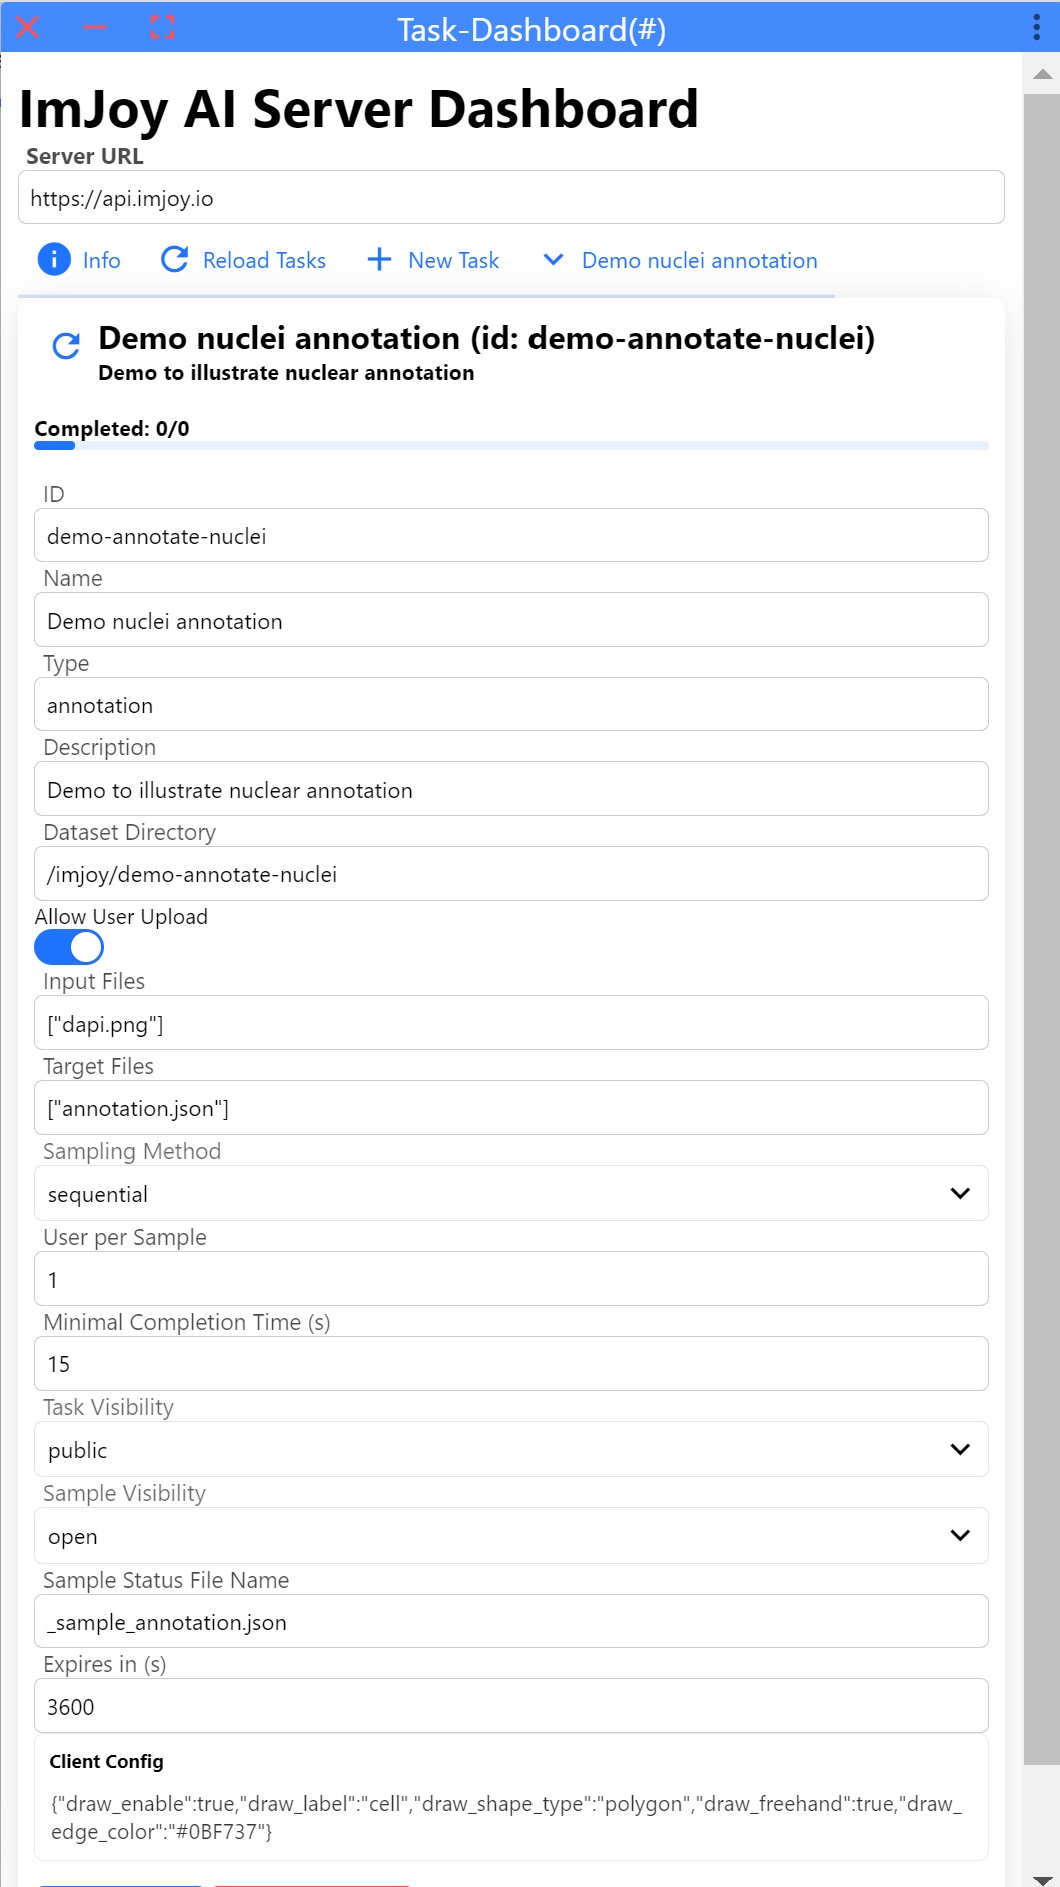 Task-Dashboard(#)
ImJoy AI Server Dashboard
Server URL
https://api.imjoy.io
Info Reload Tasks New Task Demo nuclei annotation
Demo nuclei annotation (id: demo-annotate-nuclei)
Demo to illustrate nuclear annotation
Completed: 0/0
ID
demo-annotate-nuclei
Name
Demo nuclei annotation
Type
annotation
Description
Demo to illustrate nuclear annotation
Dataset Directory
/imjoy/demo-annotate-nuclei
Allow User Upload
Input Files
["dapi.png"]
Target Files
["annotation.json"]
Sampling Method
sequential
User per Sample
1
Minimal Completion Time (s)
15
Task Visibility
public
Sample Visibility
open
Sample Status File Name
_sample_annotation.json
Expires in (s)
3600
Client Config
{"draw_enable":true,"draw_label":"cell","draw_shape_type":"polygon","draw_freehand":true,"draw_
edge_color":"#0BF737"}